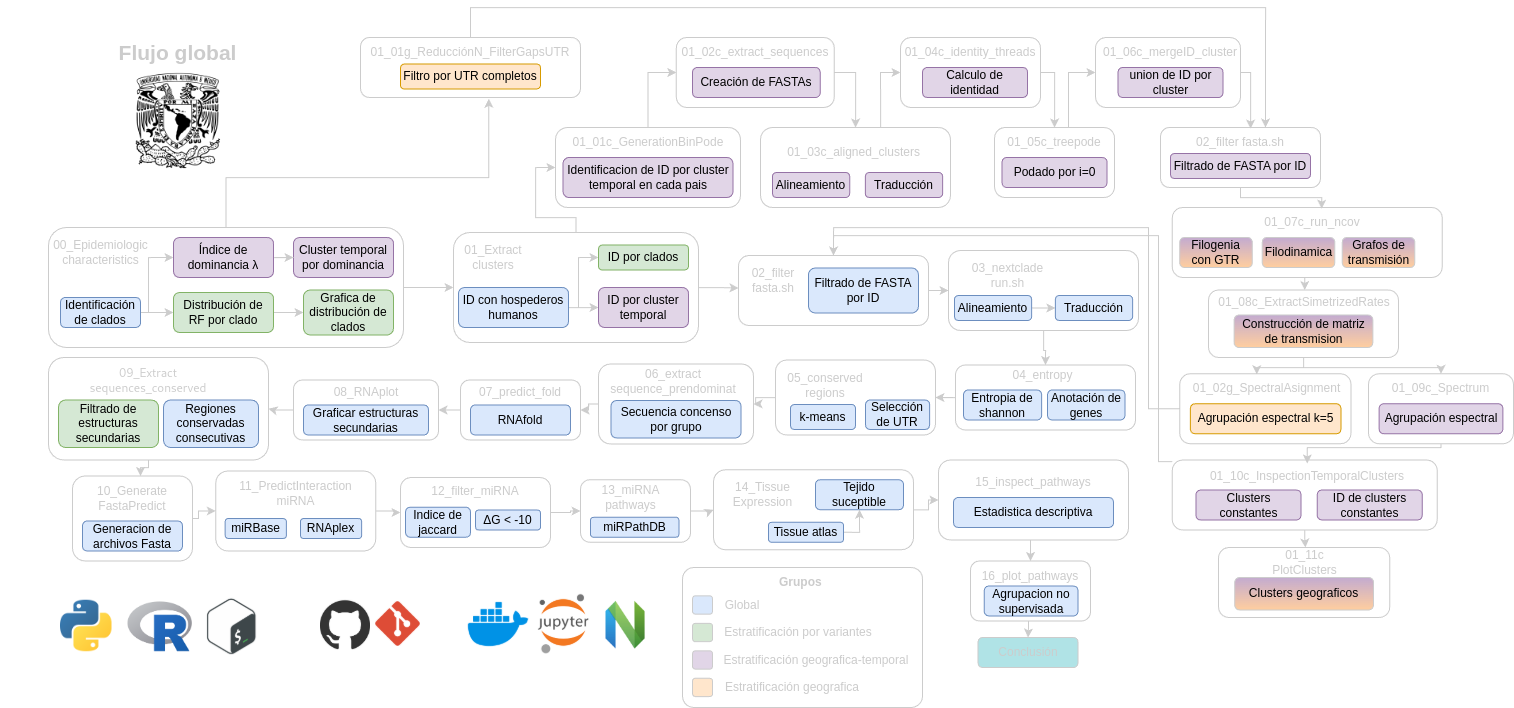 Flujo global
01_01g_ReducciónN_FilterGapsUTR
Filtro por UTR completos
01_02c_extract_sequences
Creación de FASTAs
01_04c_identity_threads
Calculo de
identidad
01_06c_mergeID_cluster
union de ID por
cluster
01_01c_GenerationBinPode
Identificacion de ID por cluster
temporal en cada pais
01_03c_aligned_clusters
Alineamiento
Traducción
01_05c_treepode
Podado por i=0
02_filter fasta.sh
Filtrado de FASTA por ID
00_Epidemiologic
characteristics
Índice de
dominancia λ
Cluster temporal
por dominancia
Identificación
de clados
Distribución de
RF por clado
Grafica de
distribución de
clados
01_Extract
clusters
ID por clados
ID con hospederos
humanos
ID por cluster
temporal
02_filter
fasta.sh
Filtrado de FASTA
por ID
03_nextclade
run.sh
Alineamiento
Traducción
01_07c_run_ncov
Filogenia
con GTR
Filodinamica
Grafos de
transmisión
01_08c_ExtractSimetrizedRates
Construcción de matriz
de transmision
09_Extract
sequences_conserved
Filtrado de
estructuras
secundarias
Regiones
conservadas
consecutivas
08_RNAplot
Graficar estructuras
secundarias
07_predict_fold
RNAfold
06_extract
sequence_prendominat
Secuencia concenso
por grupo
05_conserved
regions
k-means
Selección
de UTR
04_entropy
Entropia de
shannon
Anotación de
genes
01_02g_SpectralAsignment
Agrupación espectral k=5
01_09c_Spectrum
Agrupación espectral
10_Generate
FastaPredict
Generacion de
archivos Fasta
11_PredictInteraction
miRNA
miRBase
RNAplex
12_filter_miRNA
Indice de
jaccard
ΔG < -10
13_miRNA
pathways
miRPathDB
14_Tissue
Expression
Tejido
suceptible
Tissue atlas
15_inspect_pathways
Estadistica descriptiva
01_10c_InspectionTemporalClusters
Clusters
constantes
ID de clusters
constantes
01_11c
PlotClusters
Clusters geograficos
16_plot_pathways
Agrupacion no
supervisada
Conclusion
Grupos
Global
Estratificación por variantes
Estratificación geografica-temporal
Estratificación geografica
jupyter